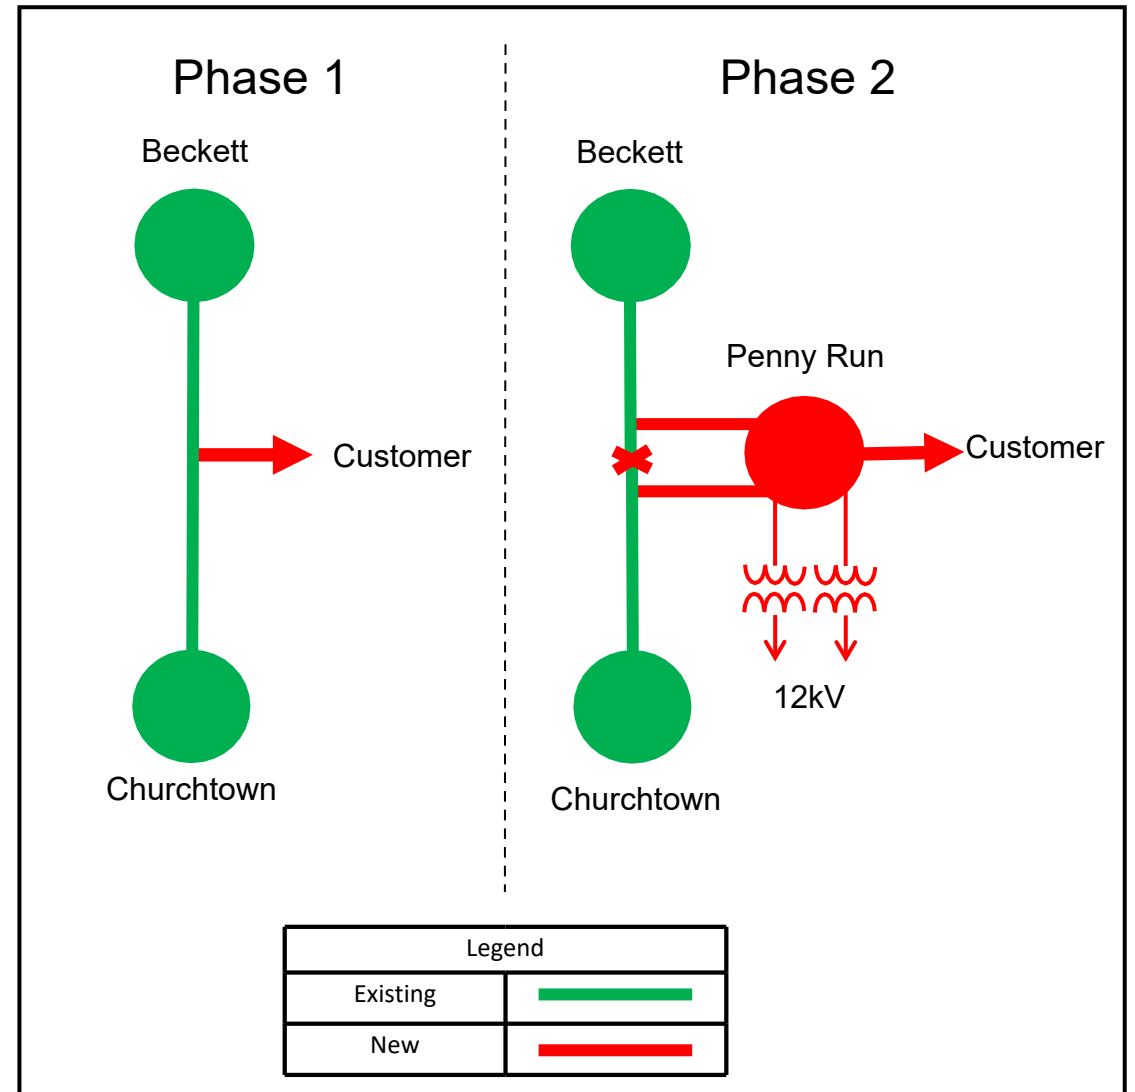 Phase 1
Beckett
Customer
Churchtown
Phase 2
Beckett
Penny Run
Customer
12kV
Churchtown
Legend
Existing
New